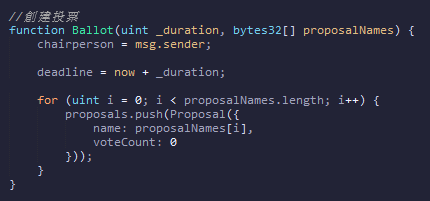 //創建投票
function Ballot(uint _duration, bytes32[] proposalNames) {
    chairperson = msg.sender;

    deadline = now + _duration;

    for (uint i = 0; i < proposalNames.length; i++) {
        proposals.push(Proposal({
            name: proposalNames[i],
            voteCount: 0
        }));
    }
}